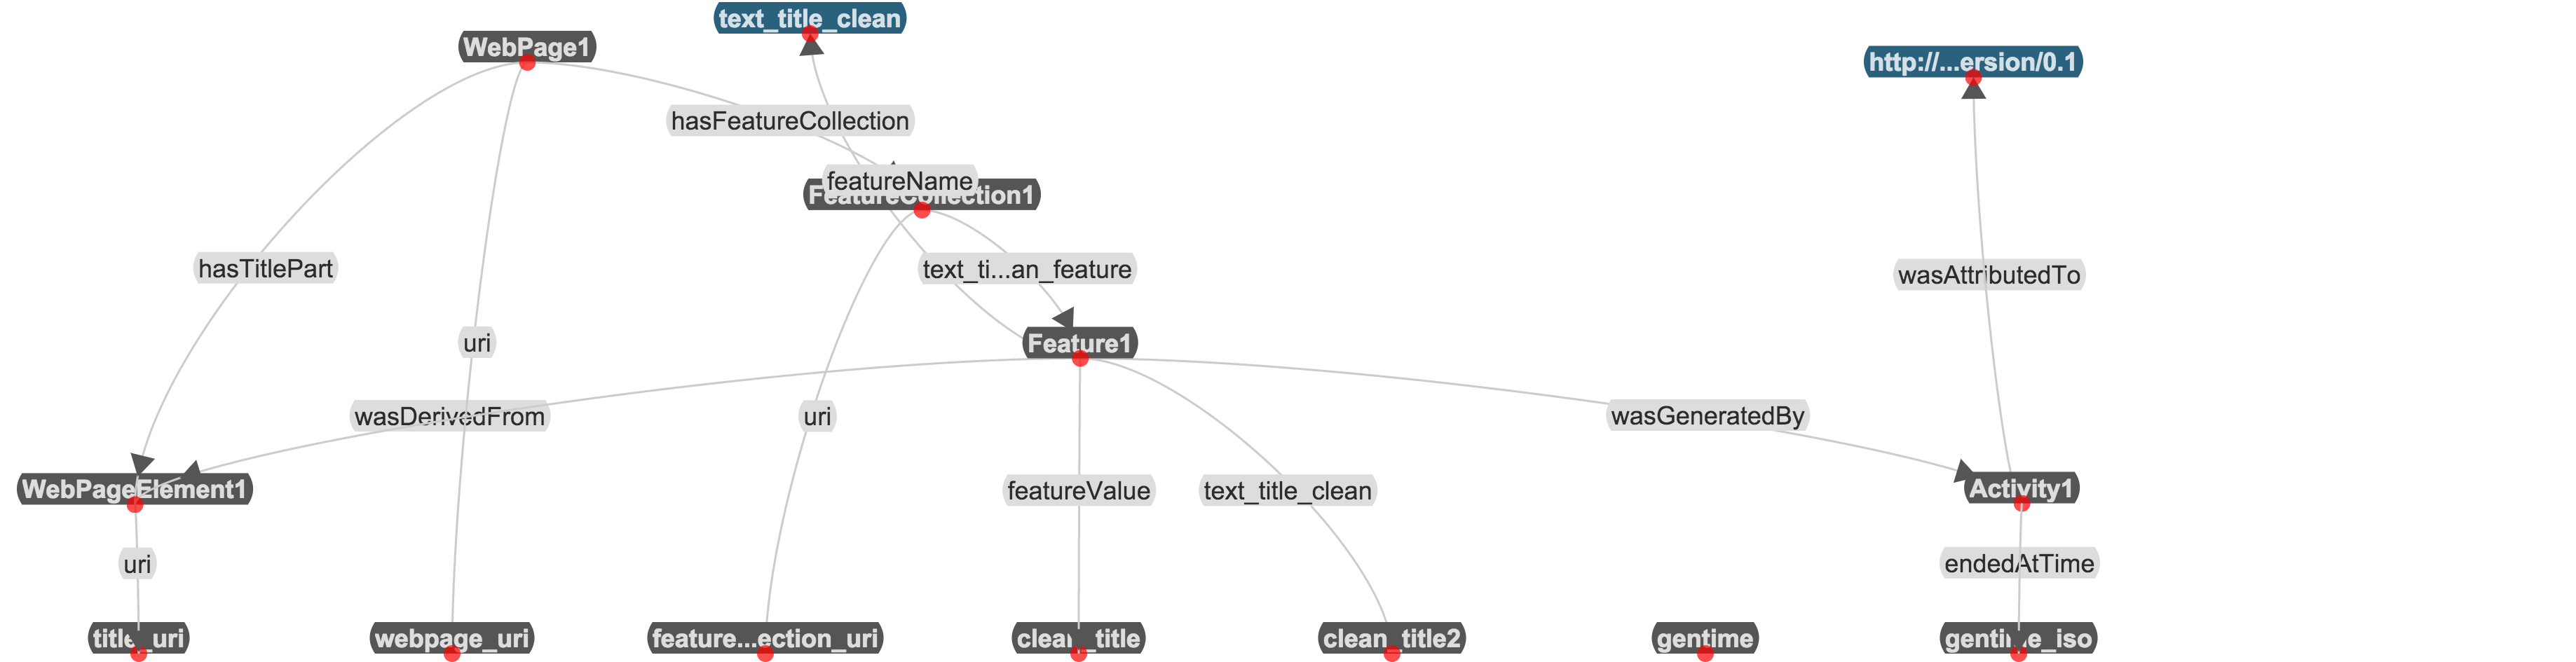 text_title_clean
WebPage1
http://...ersion/0.1
hasFeatureCollection
featureName
FeatureCollection1
hasTitlePart
text_ti...an_feature
wasAttributedTo
uri
Feature1
wasDerivedFrom
uri
wasGeneratedBy
WebPageElement1
featureValue
text_title_clean
Activity1
uri
endedAtTime
title_uri
webpage_uri
feature...ection_uri
clean_title
clean_title2
gentime
gentime_iso